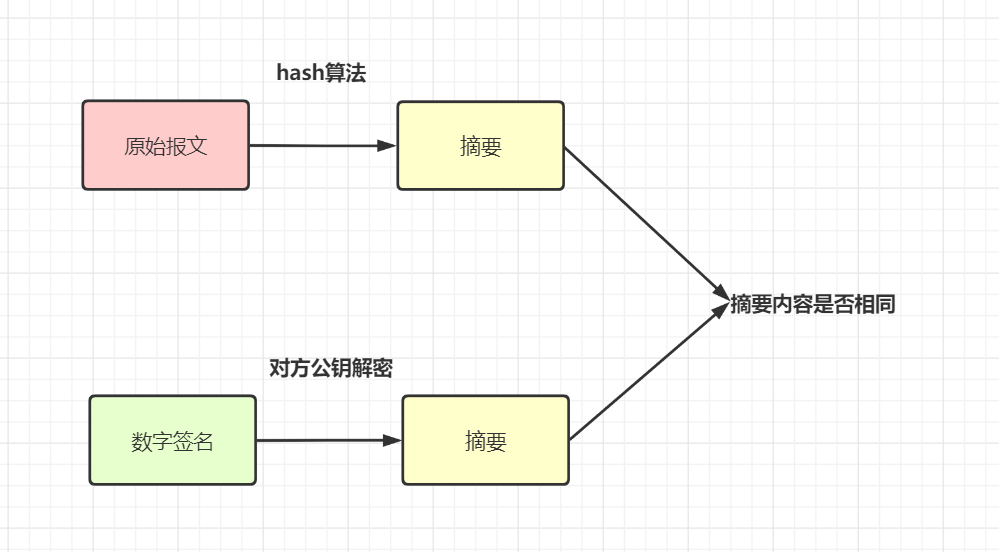 hash算法
原始报文
摘要
摘要内容是否相同
对方公钥解密
数字签名
摘要